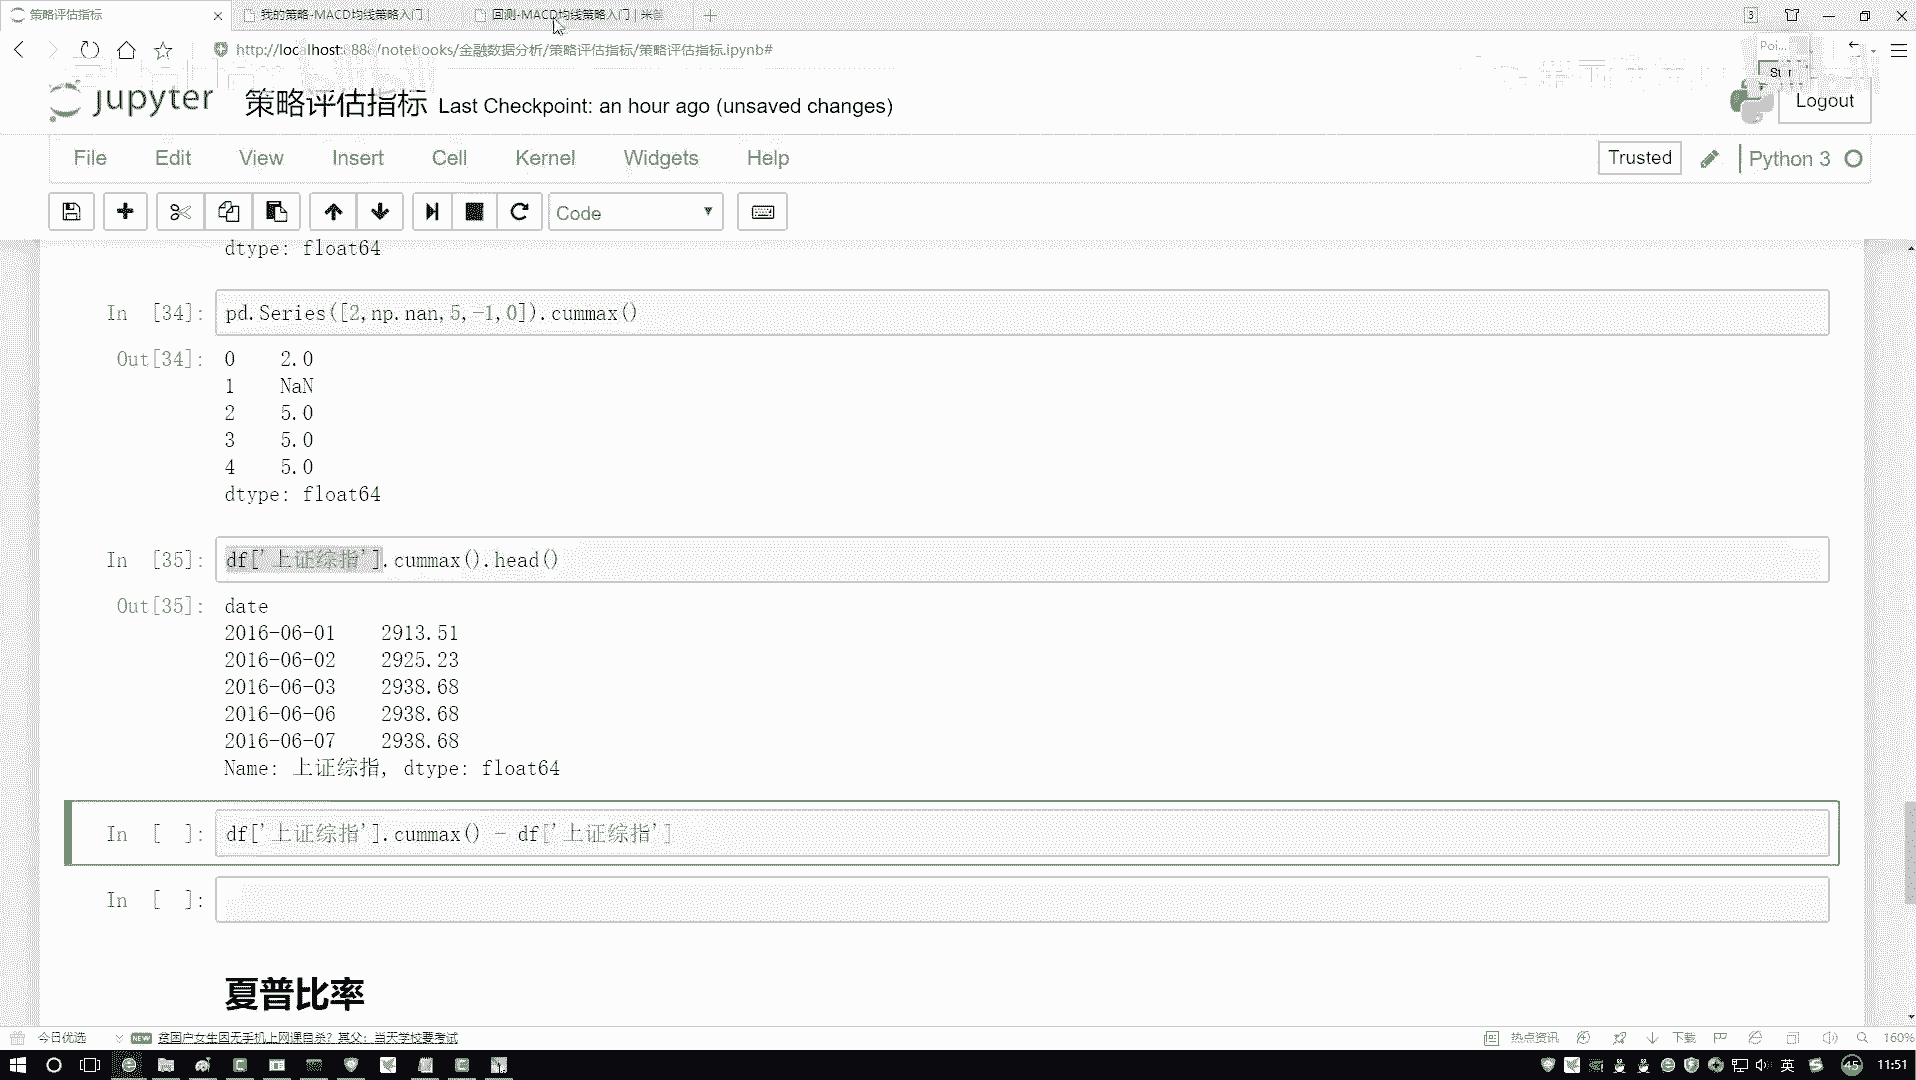 策略评估指标
我的策略-MACD均线策略入门 |
回测-MACD均线策略入门 | 米筐
3
http://localhost:888/notebooks/金融数据分析/策略评估指标/策略评估指标.ipynb#
Poi...
jupyter 策略评估指标 Last Checkpoint: an hour ago (unsaved changes)
Logout
File Edit View Insert Cell Kernel Widgets Help
Trusted
Python 3
Code
dtype: float64
In [34]: pd.Series([2,np.nan,5,-1,0]).cummax()
Out[34]: 0 2.0
1 NaN
2 5.0
3 5.0
4 5.0
dtype: float64
In [35]: df['上证综指'].cummax().head()
Out[35]: date
2016-06-01 2913.51
2016-06-02 2925.23
2016-06-03 2938.68
2016-06-06 2938.68
2016-06-07 2938.68
Name: 上证综指, dtype: float64
In [ ]: df['上证综指'].cummax() - df['上证综指']
In [ ]:
夏普比率
今日优选
NEW 贫困户女生因无手机上网课自杀？其父：当天学校要考试
热点资讯
下载
160%
英
45
11:51